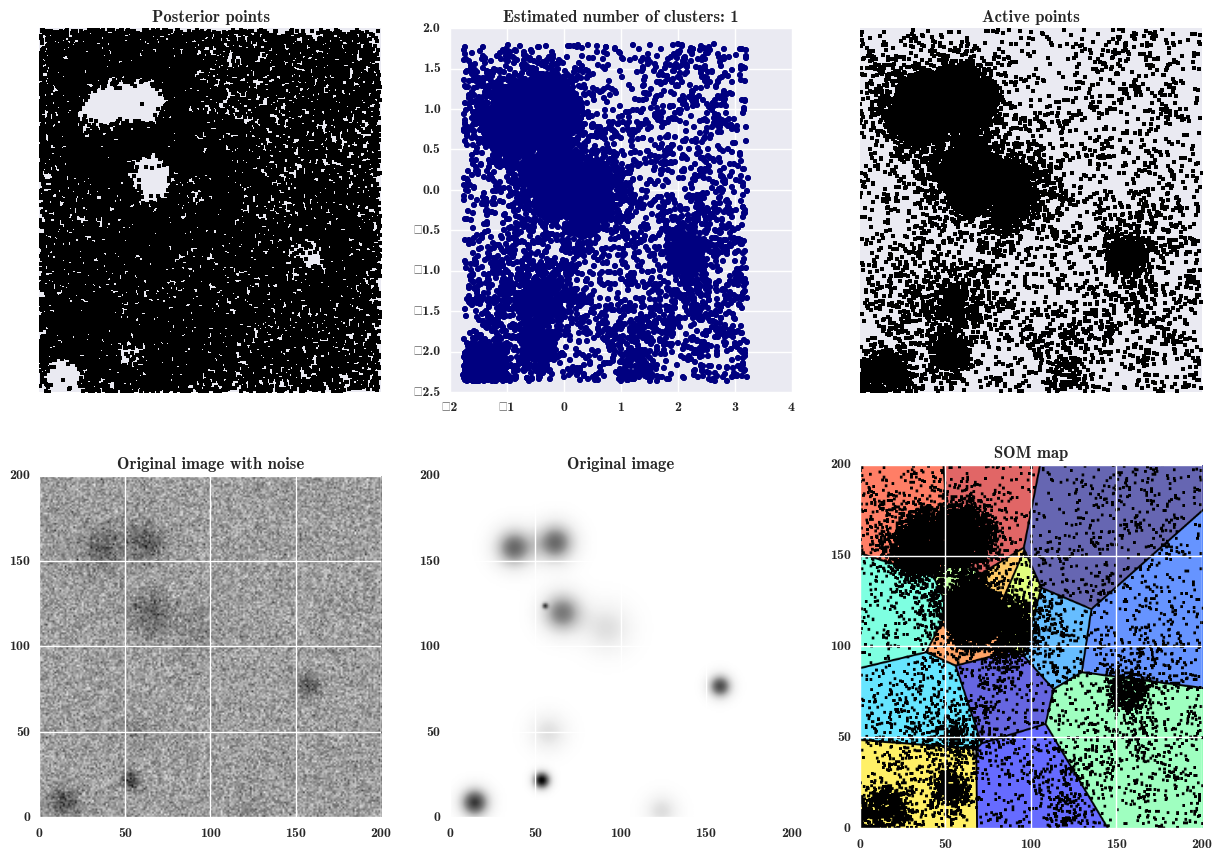 Posterior points
Estimated number of clusters: 1
Active points
2.0
1.5
1.0
0.5
0.0
□0.5
□1.0
□1.5
□2.0
□2.5
□2 □1 0 1 2 3 4
Original image with noise
Original image
SOM map
200
150
100
50
0
0 50 100 150 200
200
150
100
50
0
0 50 100 150 200
200
150
100
50
0
0 50 100 150 200